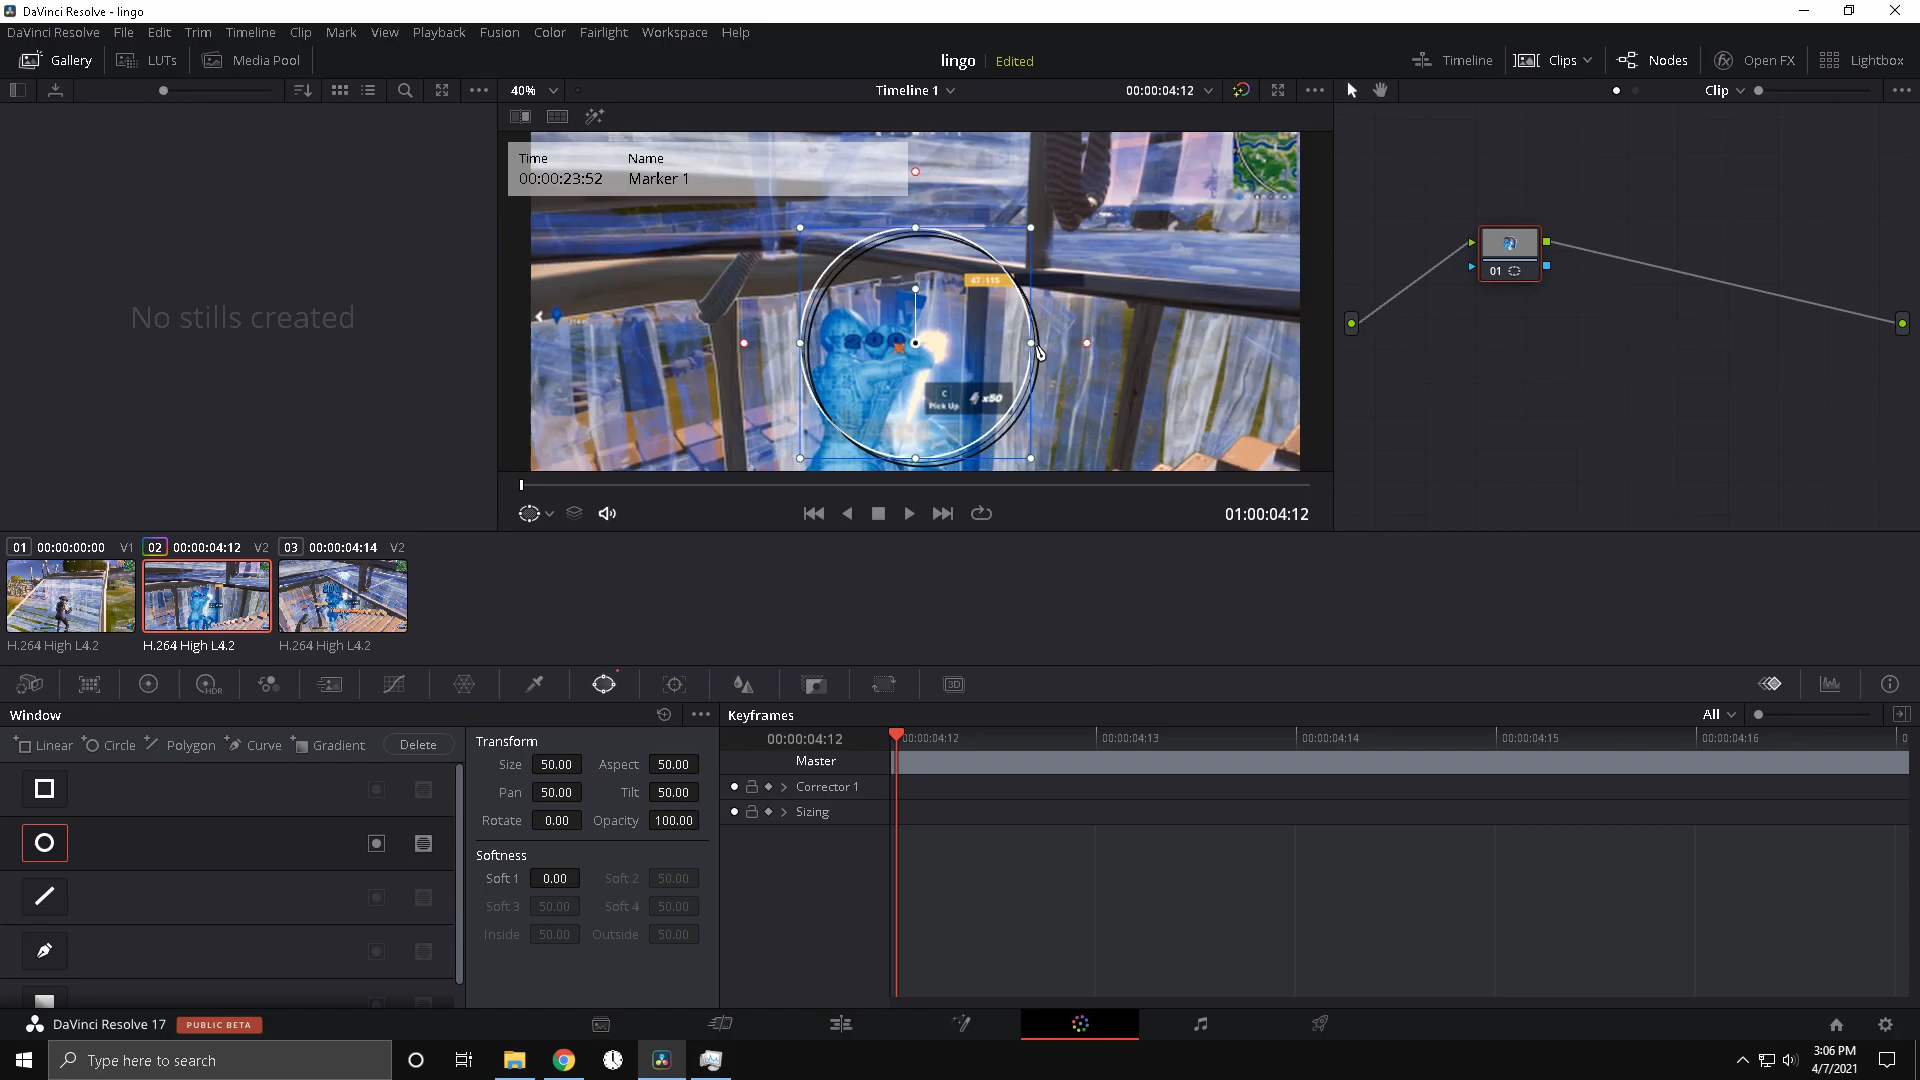 DaVinci Resolve - lingo
DaVinci Resolve File Edit Trim Timeline Clip Mark View Playback Fusion Color Fairlight Workspace Help
Gallery LUTs Media Pool lingo Edited Timeline Clips Nodes Open FX Lightbox
40% Timeline 1 00:00:04:12 Clip
Time Name
00:00:23:52 Marker 1
No stills created
47 115
C
Pick Up x50
01
01:00:04:12
01 00:00:00:00 V1 02 00:00:04:12 V2 03 00:00:04:14 V2
H.264 High L4.2 H.264 High L4.2 H.264 High L4.2
HDR
3D
Window Keyframes All
Linear Circle Polygon Curve Gradient Delete
Transform
Size 50.00 Aspect 50.00
Pan 50.00 Tilt 50.00
Rotate 0.00 Opacity 100.00
Softness
Soft 1 0.00 Soft 2 50.00
Soft 3 50.00 Soft 4 50.00
Inside 50.00 Outside 50.00
00:00:04:12 00:00:04:12 00:00:04:13 00:00:04:14 00:00:04:15 00:00:04:16 0
Master
Corrector 1
Sizing
DaVinci Resolve 17 PUBLIC BETA
Type here to search
3:06 PM
4/7/2021